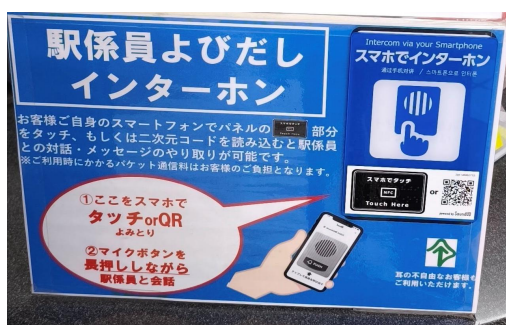 駅係員よびだし
インターホン
お客様ご自身のスマートフォンでパネルの 部分
をタッチ、もしくは二次元コードを読み込むと駅係員
との対話・メッセージのやり取りが可能です。
※ご利用時にかかるパケット通信料はお客様のご負担となります。
①ここをスマホで
タッチorQR
よみとり
②マイクボタンを
長押ししながら
駅係員と会話
Intercom via your Smartphone
スマホでインターホン
스마트폰으로 인터폰
スマホでタッチ
NFC
Touch Here
or
耳の不自由なお客様も
ご利用いただけます。